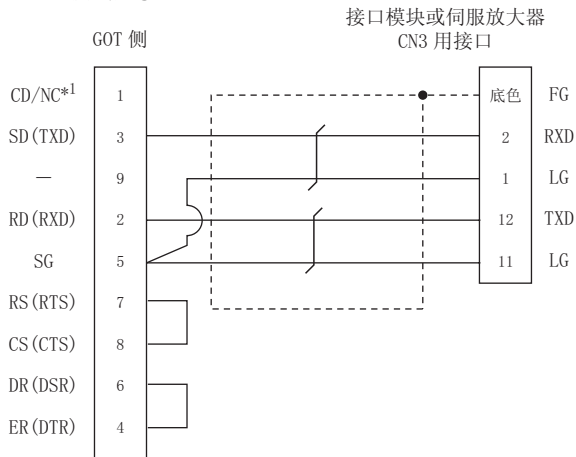 接口模块或伺服放大器
CN3 用接口
GOT 侧
CD/NC*1 1 底色 FG
SD(TXD) 3 2 RXD
— 9 1 LG
RD(RXD) 2 12 TXD
SG 5 11 LG
RS(RTS) 7
CS(CTS) 8
DR(DSR) 6
ER(DTR) 4